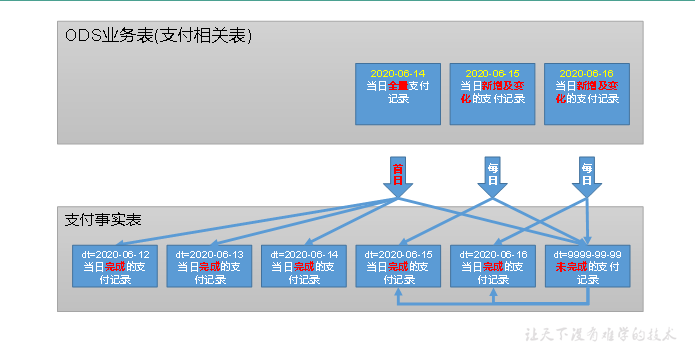 ODS业务表(支付相关表)
2020-06-14
当日全量支付
记录
2020-06-15
当日新增及变
化的支付记录
2020-06-16
当日新增及变
化的支付记录
首
日
每
日
每
日
支付事实表
dt=2020-06-12
当日完成的支
付记录
dt=2020-06-13
当日完成的支
付记录
dt=2020-06-14
当日完成的支
付记录
dt=2020-06-15
当日完成的支
付记录
dt=2020-06-16
当日完成的支
付记录
dt=9999-99-99
未完成的支付
记录
让天下没有难学的技术